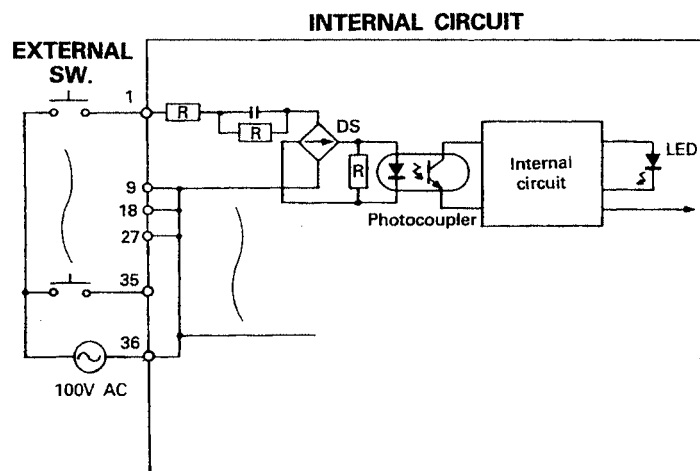 INTERNAL CIRCUIT
EXTERNAL
SW.
1
R
R
DS
R
Photocoupler
Internal
circuit
LED
9
18
27
35
36
100V AC